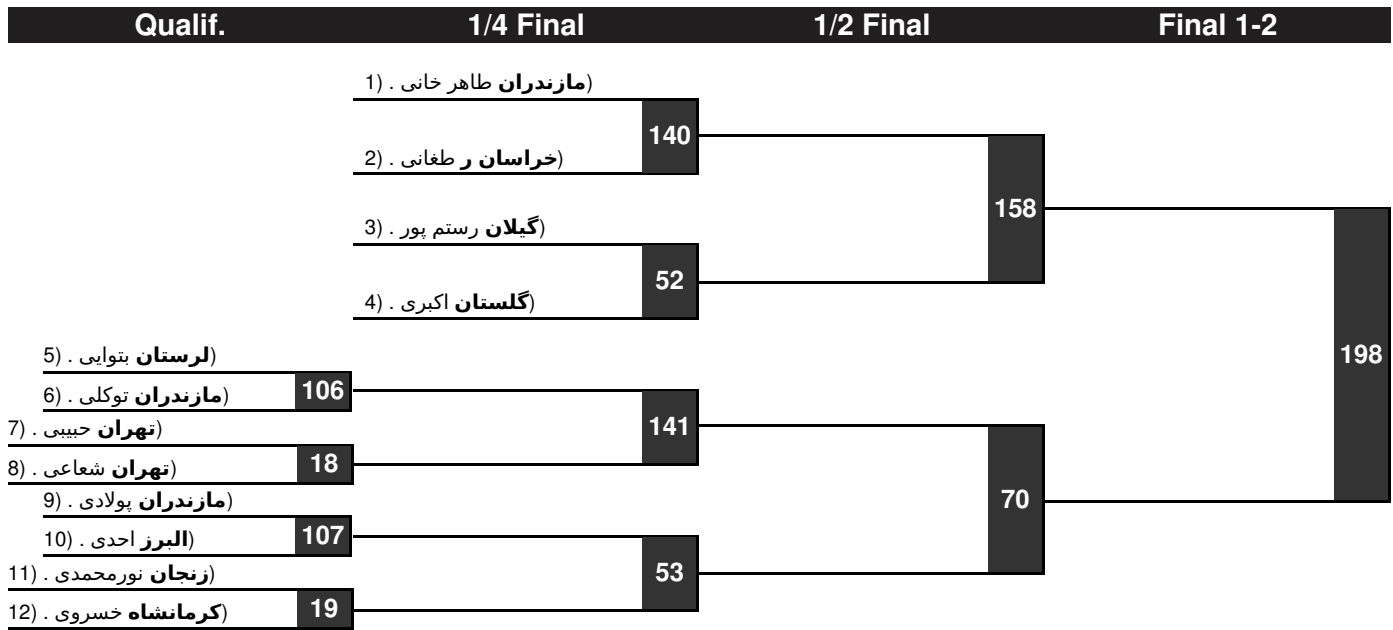 Qualif. 1/4 Final 1/2 Final Final 1-2
1) . طاهر خانی مازندران)
140
2) . طغانی خراسان ر)
158
3) . رستم پور گیلان)
52
4) . اکبری گلستان)
5) . بتوایی لرستان)
198
106
6) . توکلی مازندران)
7) . حبیبی تهران)
141
18
8) . شعاعی تهران)
9) . پولادی مازندران)
70
107
10) . احدی البرز)
11) . نورمحمدی زنجان)
53
19
12) . خسروی کرمانشاه)